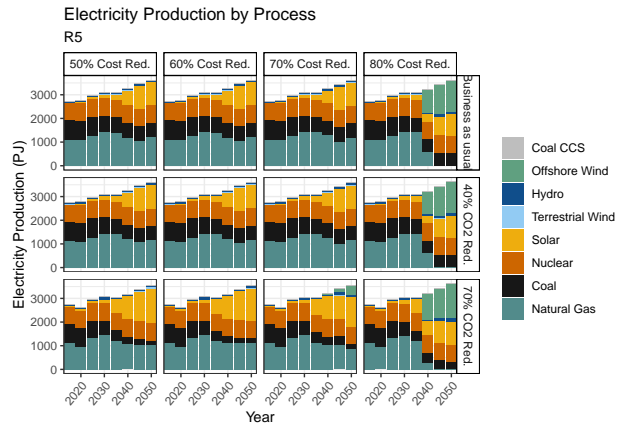 Electricity Production by Process
R5
50% Cost Red.
60% Cost Red.
70% Cost Red.
80% Cost Red.
Electricity Production (PJ)
3000
2000
1000
0
Business as usual
3000
2000
1000
0
40% CO2 Red.
3000
2000
1000
0
70% CO2 Red.
2020
2030
2040
2050
2020
2030
2040
2050
2020
2030
2040
2050
2020
2030
2040
2050
Year
Coal CCS
Offshore Wind
Hydro
Terrestrial Wind
Solar
Nuclear
Coal
Natural Gas